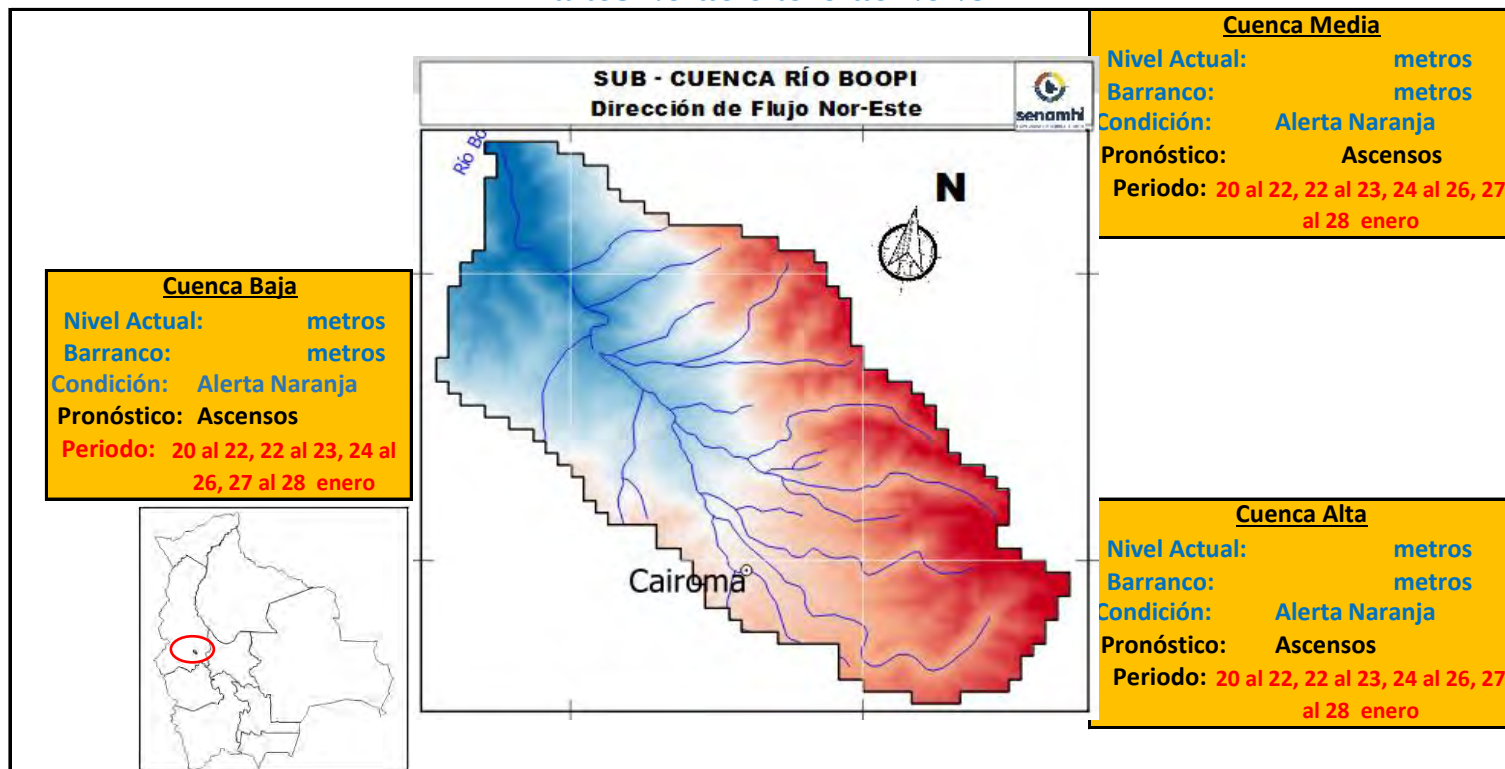 Cuenca Media
Nivel Actual: metros
Barranco: metros
Condición: Alerta Naranja
Pronóstico: Ascensos
Periodo: 20 al 22, 22 al 23, 24 al 26, 27
al 28 enero
SUB - CUENCA RÍO BOOPI
Dirección de Flujo Nor-Este
senamhi
Río Bo
N
Cairoma
Cuenca Baja
Nivel Actual: metros
Barranco: metros
Condición: Alerta Naranja
Pronóstico: Ascensos
Periodo: 20 al 22, 22 al 23, 24 al
26, 27 al 28 enero
Cuenca Alta
Nivel Actual: metros
Barranco: metros
Condición: Alerta Naranja
Pronóstico: Ascensos
Periodo: 20 al 22, 22 al 23, 24 al 26, 27
al 28 enero